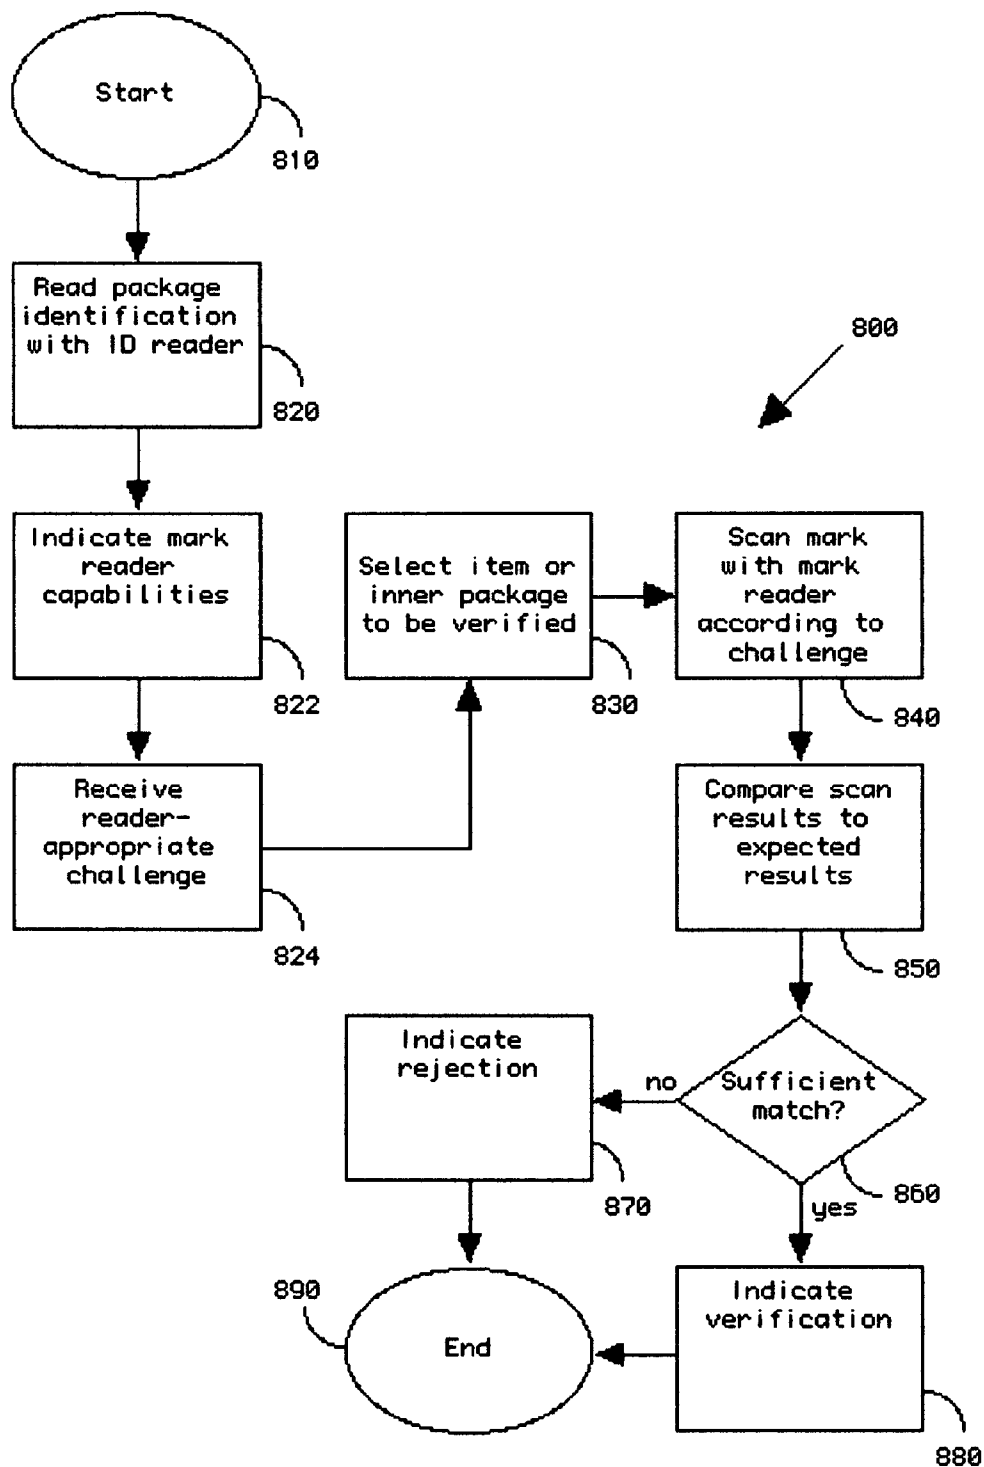 Start
810
Read package
identification
with ID reader
820
800
Indicate mark
reader
capabilities
822
Select item or
inner package
to be verified
830
Scan mark
with mark
reader
according to
challenge
840
Receive
reader-
appropriate
challenge
824
Compare scan
results to
expected
results
850
Indicate
rejection
870
no
Sufficient
match?
860
yes
890
End
Indicate
verification
880